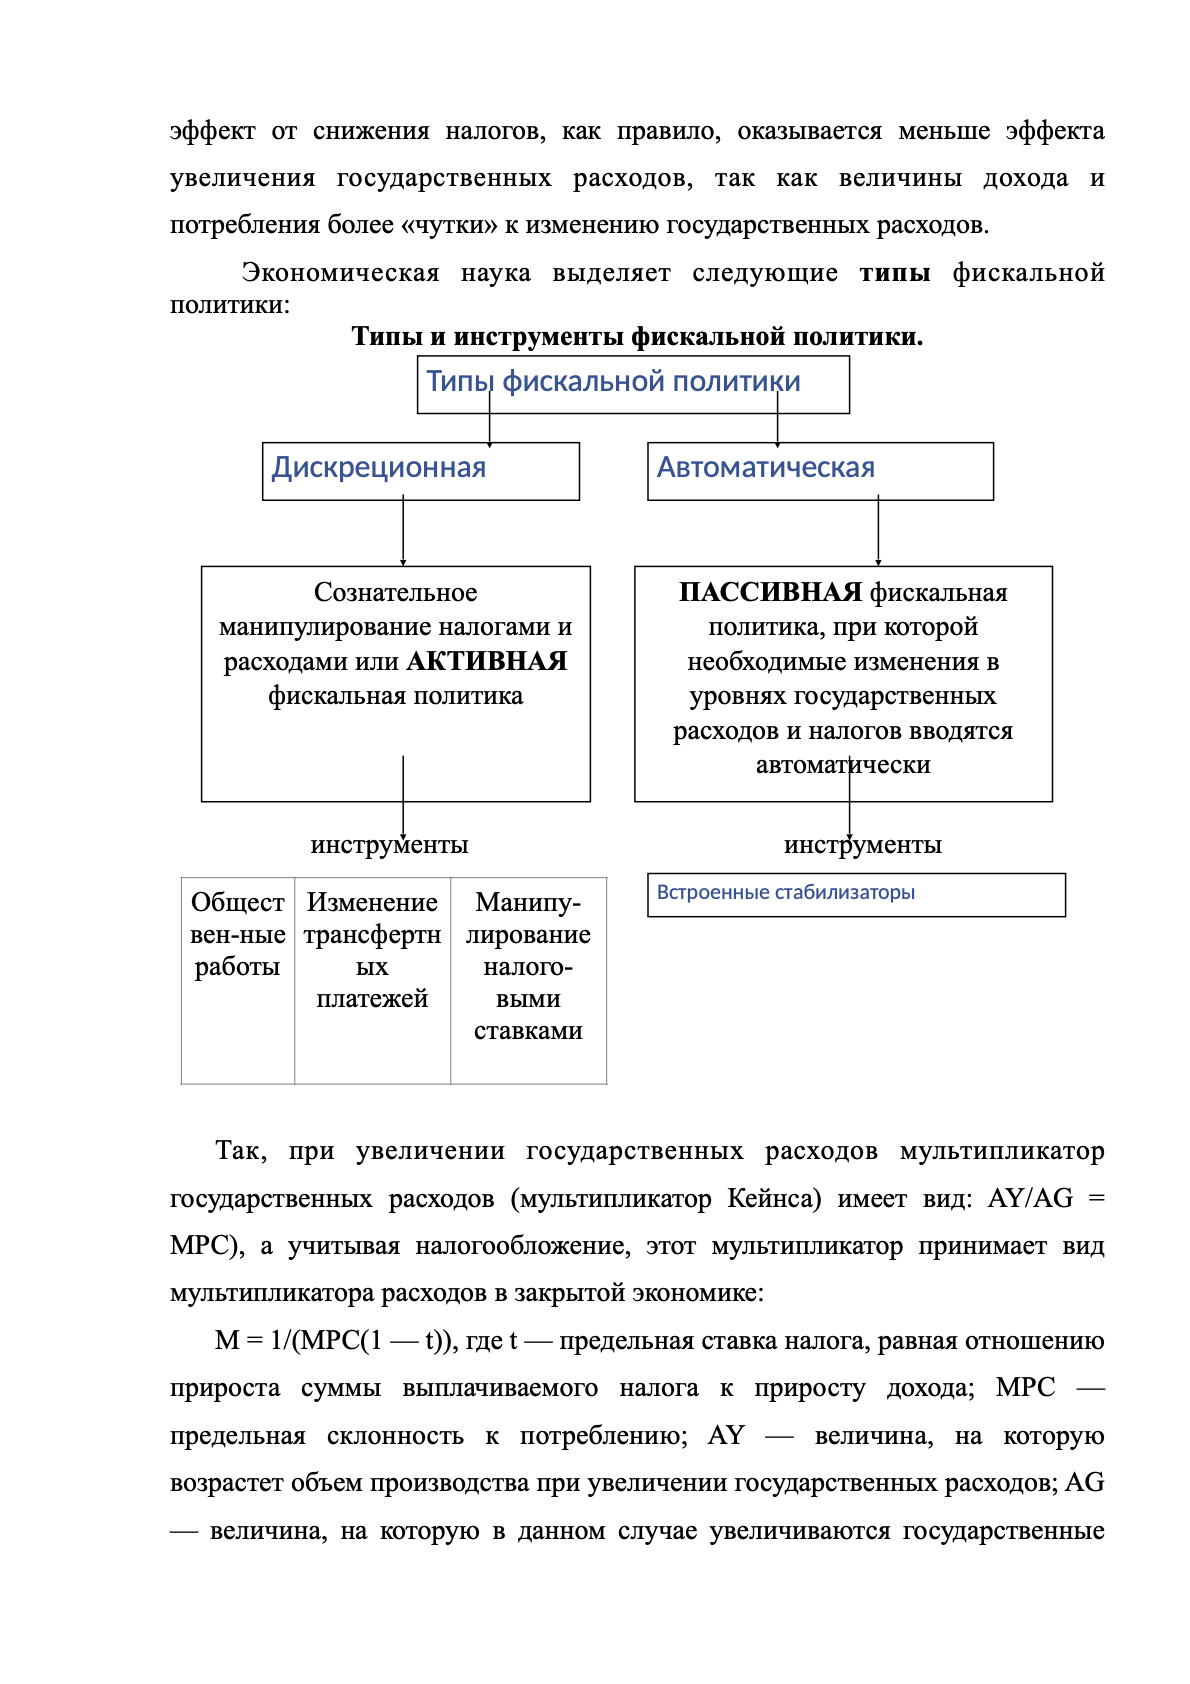 эффект от снижения налогов, как правило, оказывается меньше эффекта
увеличения государственных расходов, так как величины дохода и
потребления более «чутки» к изменению государственных расходов.
Экономическая наука выделяет следующие типы фискальной
политики:
Типы и инструменты фискальной политики.
Типы фискальной политики
Дискреционная
Автоматическая
Сознательное
манипулирование налогами и
расходами или АКТИВНАЯ
фискальная политика
ПАССИВНАЯ фискальная
политика, при которой
необходимые изменения в
уровнях государственных
расходов и налогов вводятся
автоматически
инструменты
инструменты
Общест
вен-ные
работы
Изменение
трансфертн
ых
платежей
Манипу-
лирование
налого-
выми
ставками
Встроенные стабилизаторы
Так, при увеличении государственных расходов мультипликатор
государственных расходов (мультипликатор Кейнса) имеет вид: AY/AG =
MPC), а учитывая налогообложение, этот мультипликатор принимает вид
мультипликатора расходов в закрытой экономике:
М = 1/(МРС(1 — t)), где t — предельная ставка налога, равная отношению
прироста суммы выплачиваемого налога к приросту дохода; МРС —
предельная склонность к потреблению; AY — величина, на которую
возрастет объем производства при увеличении государственных расходов; AG
— величина, на которую в данном случае увеличиваются государственные